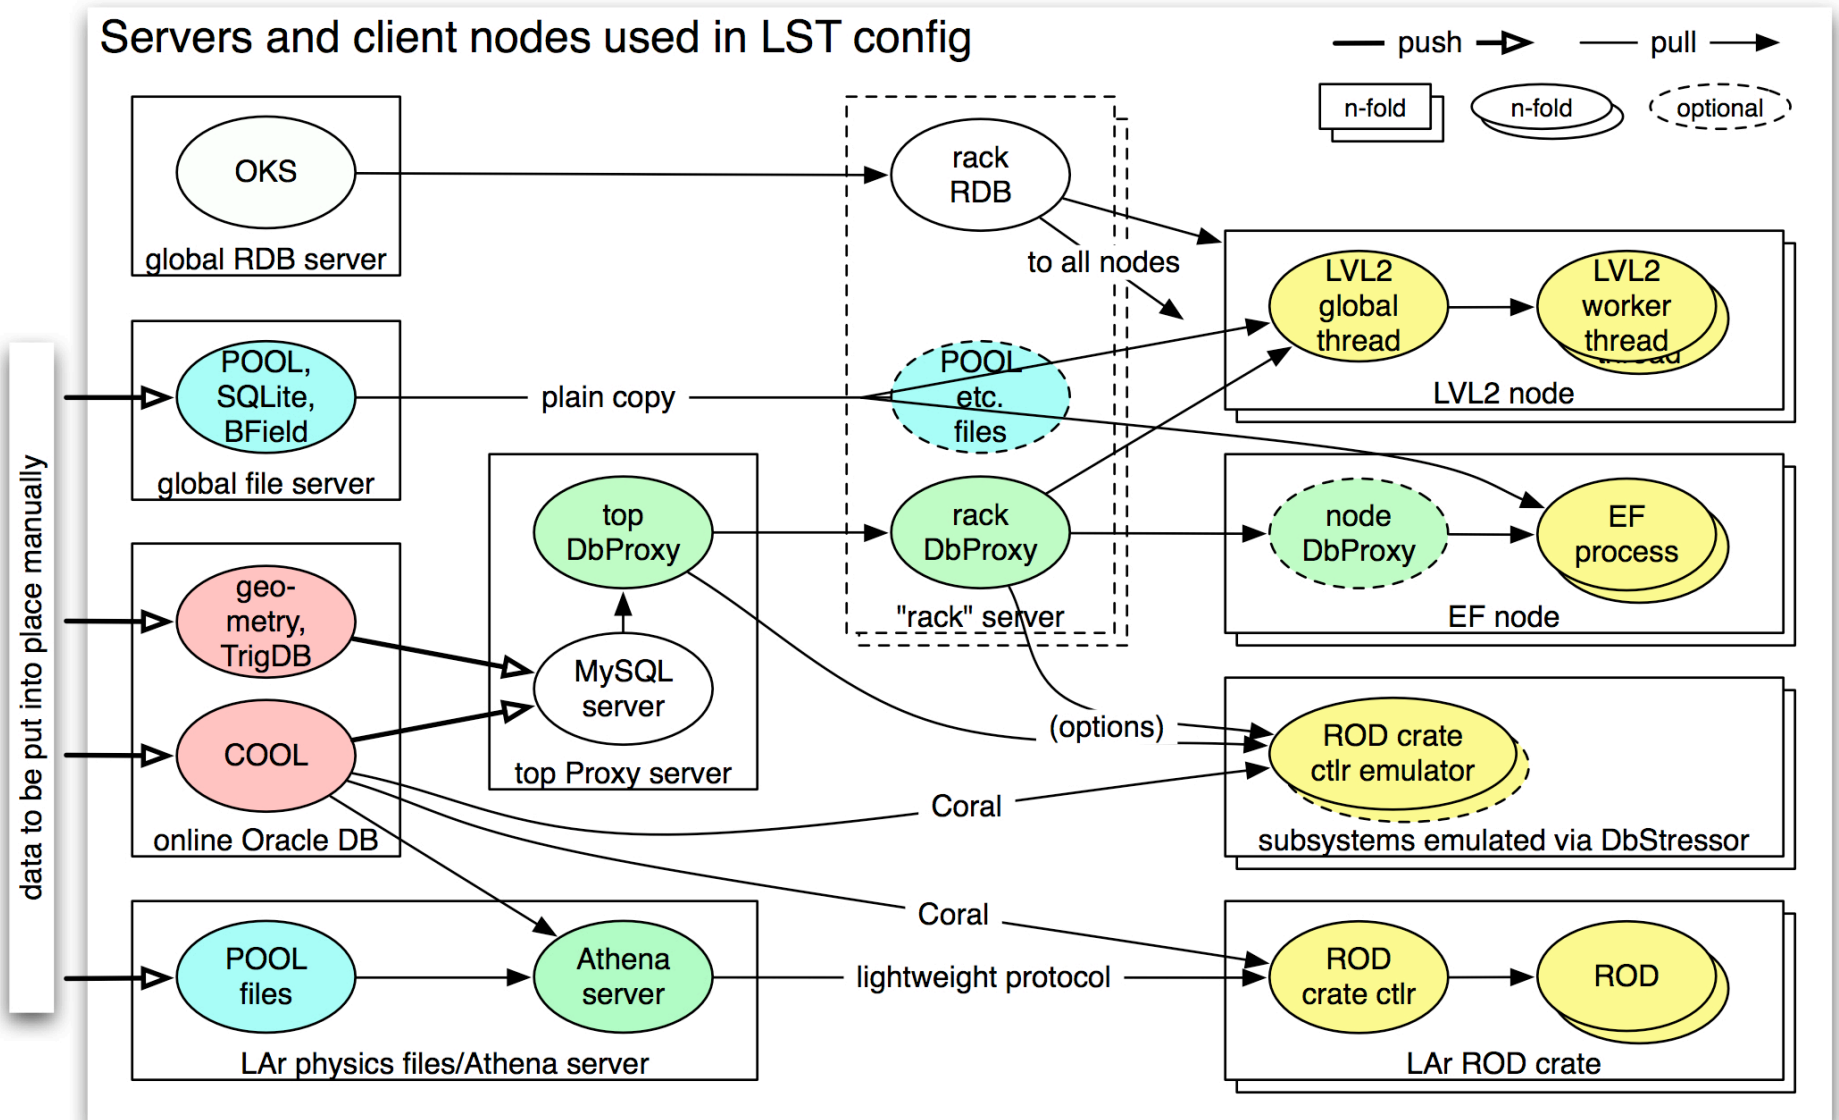 Servers and client nodes used in LST config
push
pull
n-fold
n-fold
optional
OKS
global RDB server
rack
RDB
to all nodes
LVL2
global
thread
LVL2
worker
thread
thread
LVL2 node
POOL,
SQLite,
BField
global file server
plain copy
POOL
etc.
files
top
DbProxy
rack
DbProxy
"rack" server
node
DbProxy
EF
process
EF node
data to be put into place manually
geo-
metry,
TrigDB
COOL
online Oracle DB
MySQL
server
top Proxy server
(options)
Coral
ROD crate
ctlr emulator
subsystems emulated via DbStressor
Coral
POOL
files
Athena
server
LAr physics files/Athena server
lightweight protocol
ROD
crate ctlr
ROD
LAr ROD crate